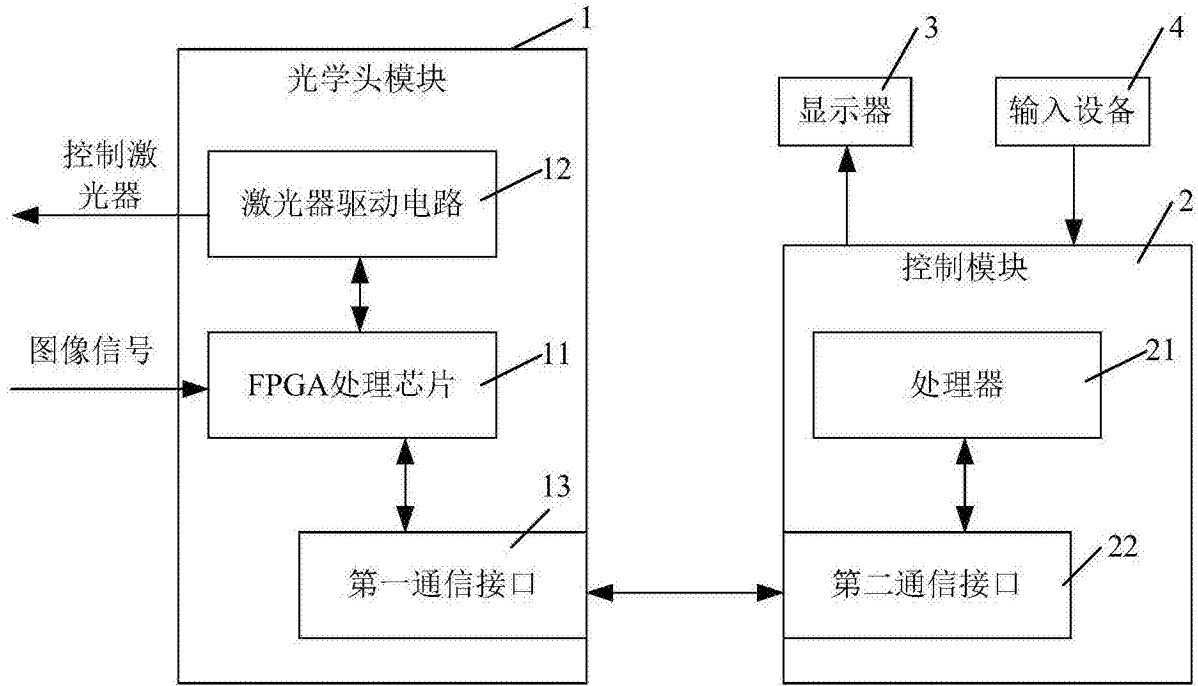 1
光学头模块
控制激
光器
12
激光器驱动电路
图像信号
11
FPGA处理芯片
13
第一通信接口
3
显示器
4
输入设备
2
控制模块
21
处理器
22
第二通信接口